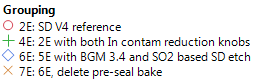 Grouping
2E: SD V4 reference
4E: 2E with both In contam reduction knobs
6E: 5E with BGM 3.4 and SO2 based SD etch
7E: 6E, delete pre-seal bake